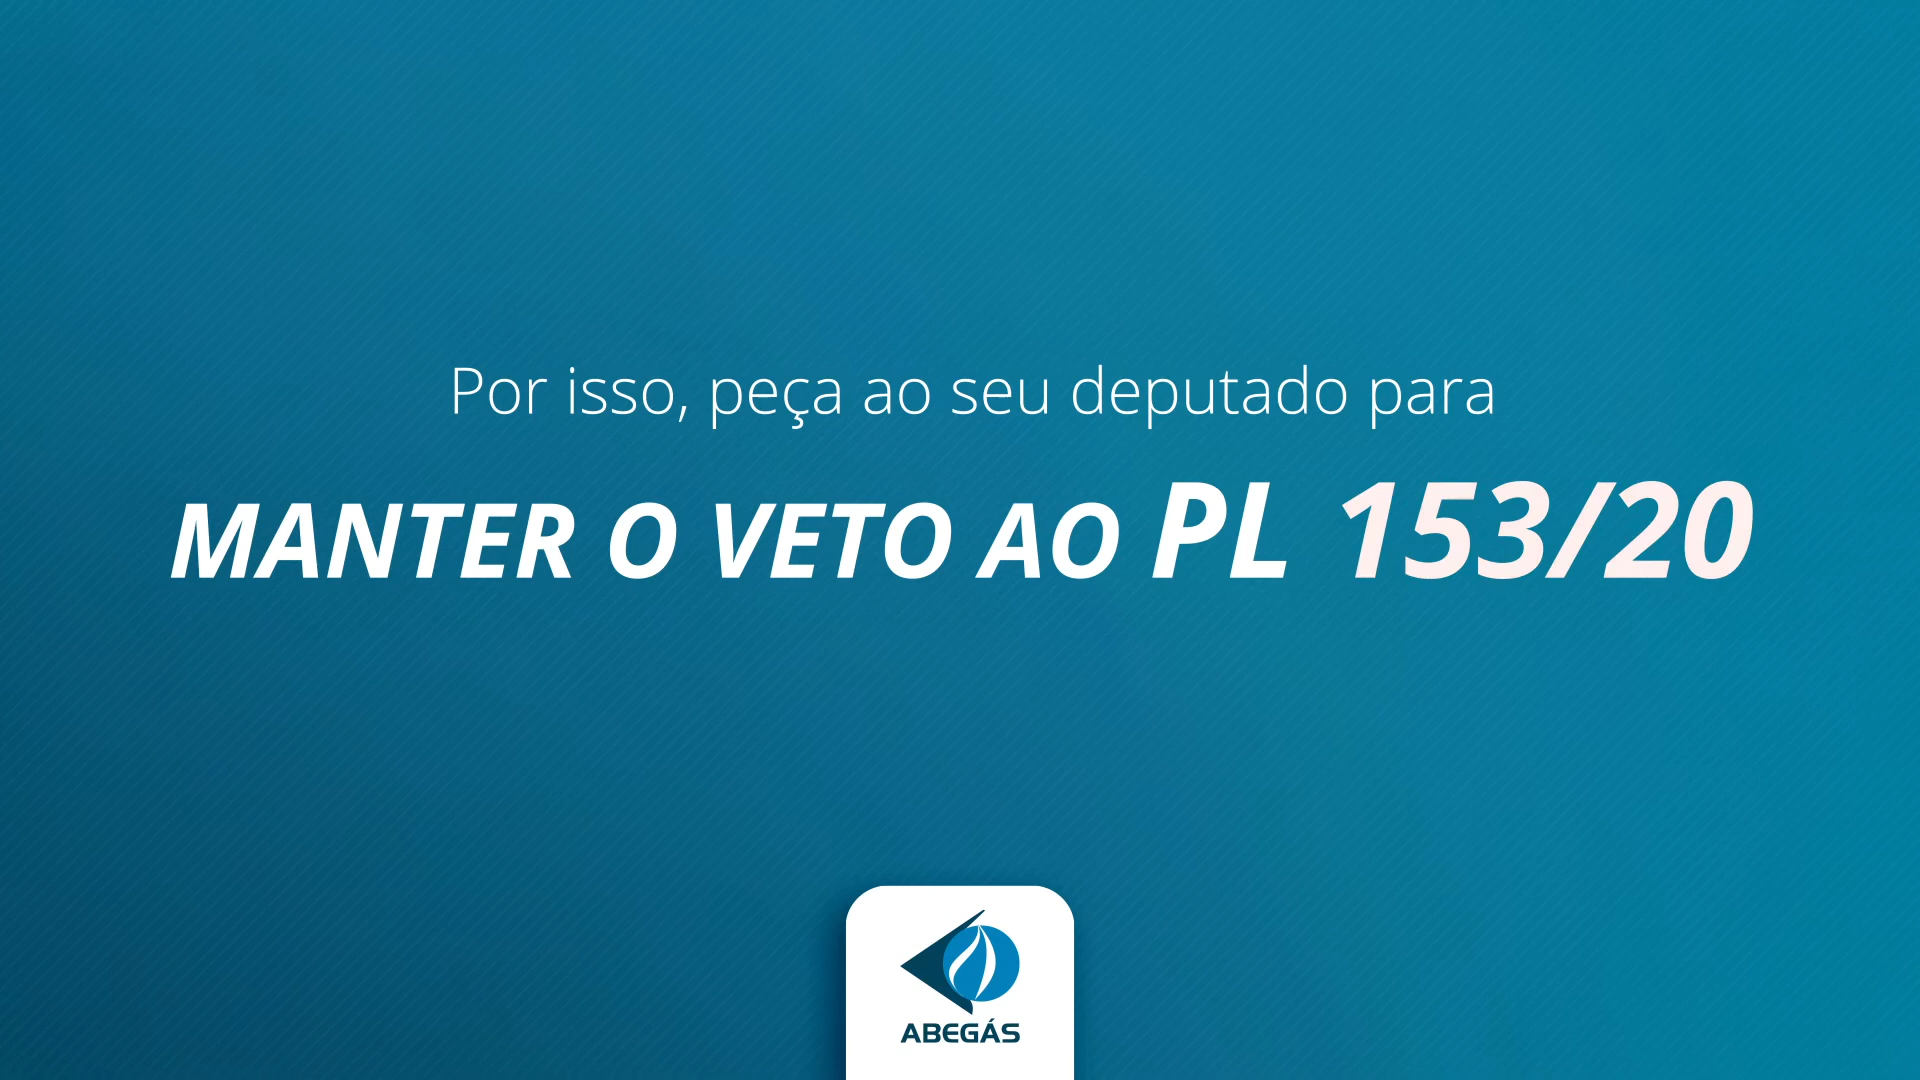 Por isso, peça ao seu deputado para
MANTER O VETO AO PL 153/20
ABEGÁS